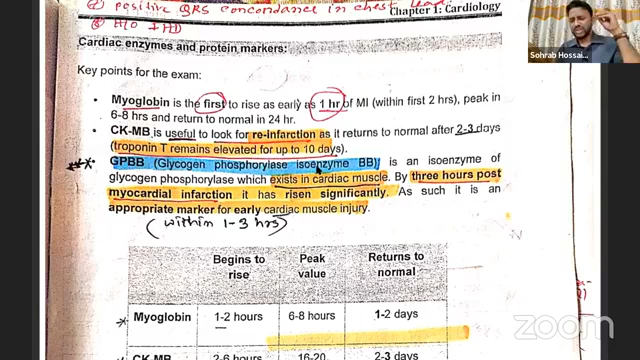 ② positive QRS concordance in chest lead
Chapter 1: Cardiology
③ H/O IHD
Cardiac enzymes and protein markers:
Key points for the exam:
• Myoglobin is the first to rise as early as 1 hr of MI (within first 2 hrs), peak in
6-8 hrs and return to normal in 24 hr.
• CK-MB is useful to look for re-infarction as it returns to normal after 2-3 days
(troponin T remains elevated for up to 10 days).
• GPBB (Glycogen phosphorylase isoenzyme BB) is an isoenzyme of
glycogen phosphorylase which exists in cardiac muscle. By three hours post
myocardial infarction it has risen significantly. As such it is an
appropriate marker for early cardiac muscle injury.
(within 1-3 hrs)
Begins to rise Peak value Returns to normal
Myoglobin 1-2 hours 6-8 hours 1-2 days
CK-MB 2-6 hours 16-20 2-3 days
Sohrab Hossai...
zoom